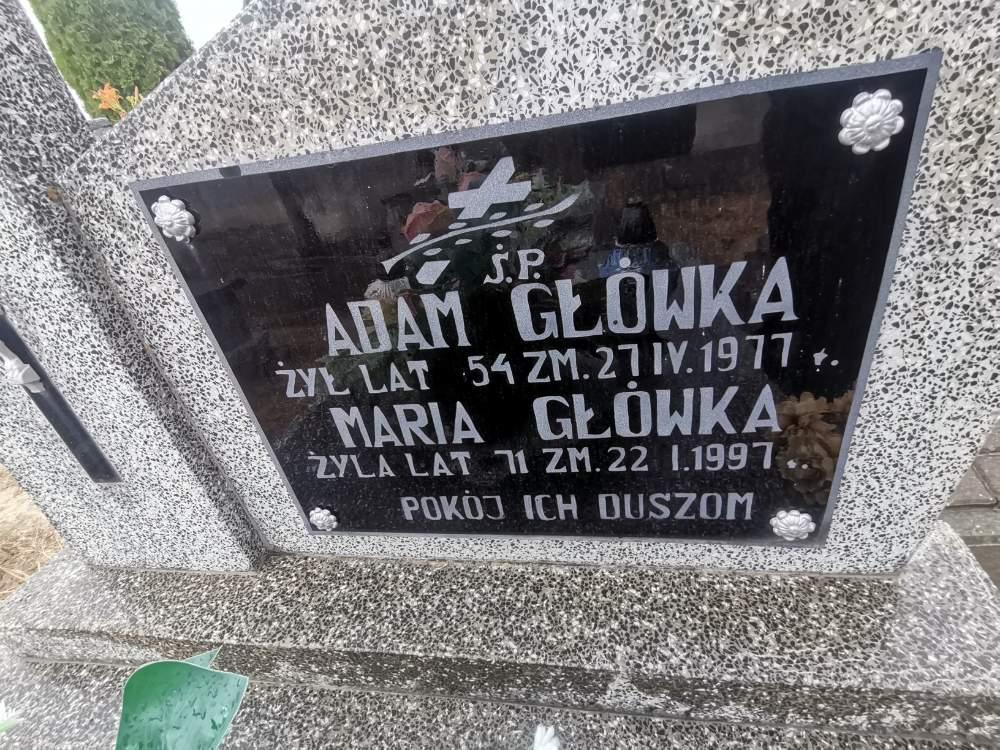 Ś.P.
ADAM GŁÓWKA
ŻYŁ LAT 54 ZM. 27 IV. 1977 r.
MARIA GŁÓWKA
ŻYŁA LAT 71 ZM. 22 I. 1997 r.
POKÓJ ICH DUSZOM